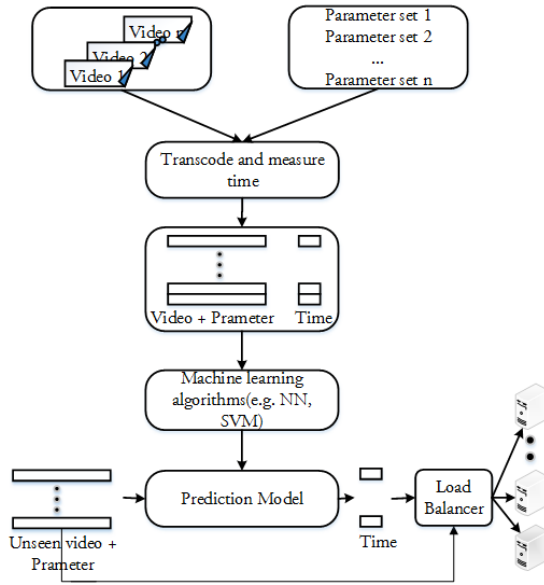 Video n
Video 2
Video 1
Parameter set 1
Parameter set 2
...
Parameter set n
Transcode and measure
time
Video + Prameter
Time
Machine learning
algorithms(e.g. NN,
SVM)
Prediction Model
Load
Balancer
Unseen video +
Prameter
Time